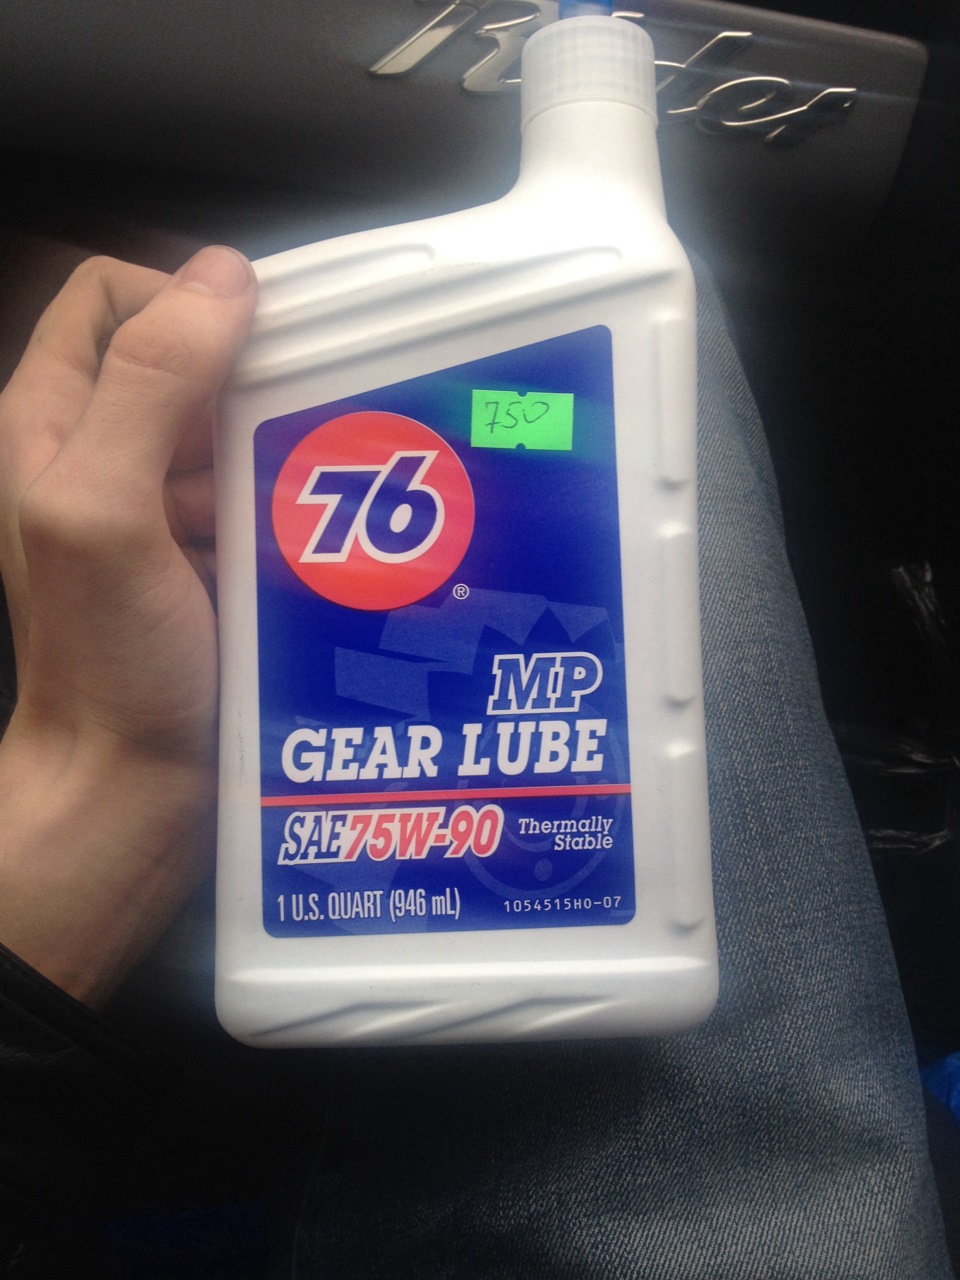 750
76
®
MP
GEAR LUBE
SAE 75W-90
Thermally
Stable
1 U.S. QUART (946 mL)
1054515H0-07